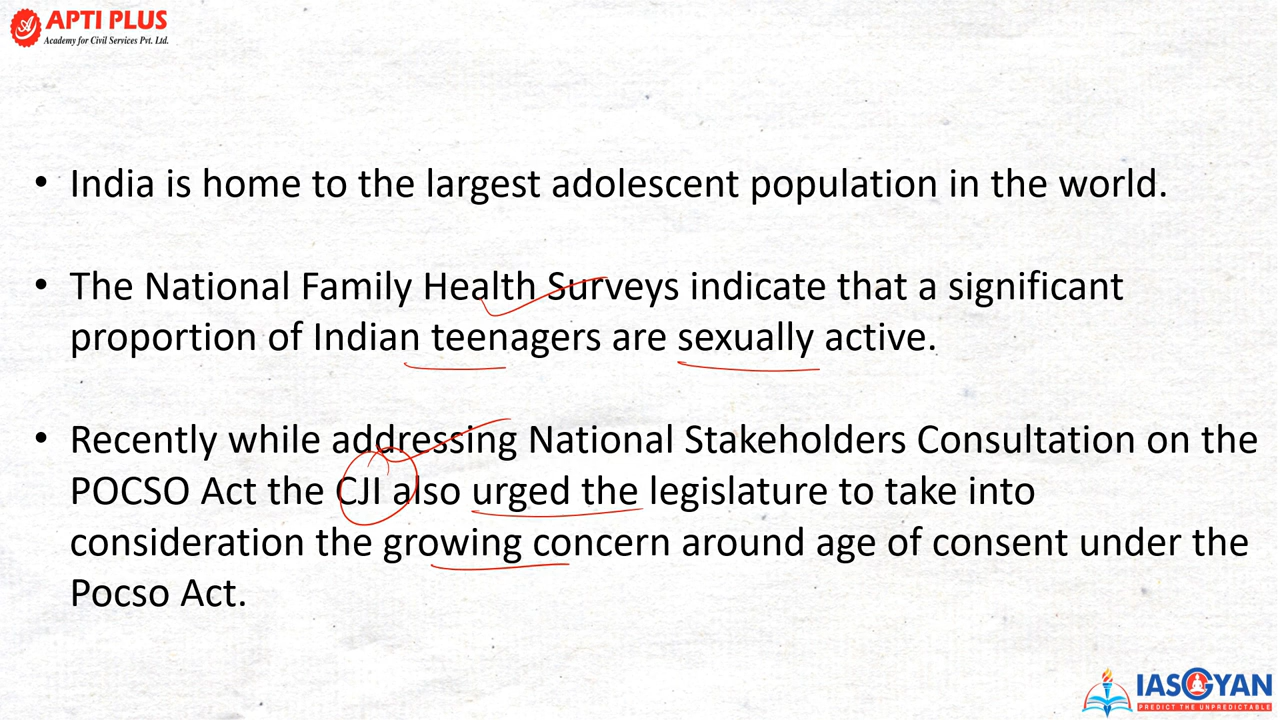 APTI PLUS
Academy for Civil Services Pvt. Ltd.
• India is home to the largest adolescent population in the world.
• The National Family Health Surveys indicate that a significant
proportion of Indian teenagers are sexually active.
• Recently while addressing National Stakeholders Consultation on the
POCSO Act the CJI also urged the legislature to take into
consideration the growing concern around age of consent under the
Pocso Act.
IASGYAN
PREDICT THE UNPREDICTABLE